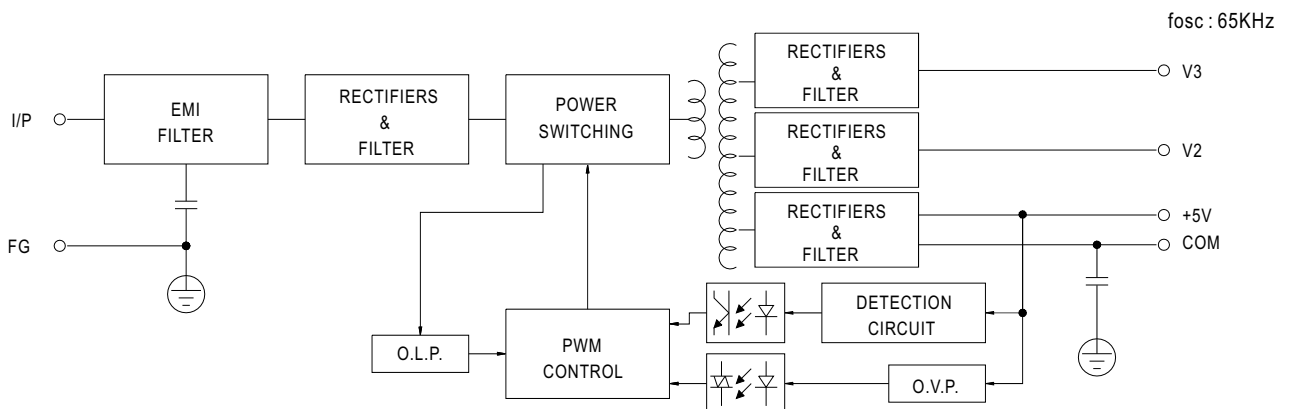 fosc : 65KHz
RECTIFIERS
&
FILTER
V3
I/P
EMI
FILTER
RECTIFIERS
&
FILTER
POWER
SWITCHING
RECTIFIERS
&
FILTER
V2
RECTIFIERS
&
FILTER
+5V
COM
FG
O.L.P.
PWM
CONTROL
DETECTION
CIRCUIT
O.V.P.